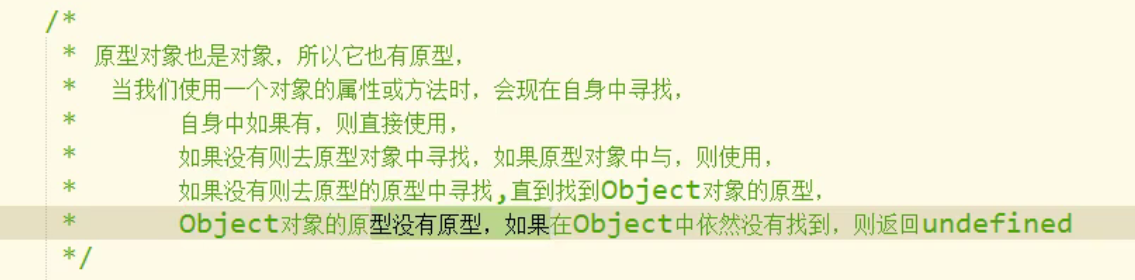 /*
* 原型对象也是对象，所以它也有原型，
* 当我们使用一个对象的属性或方法时，会现在自身中寻找，
* 自身中如果有，则直接使用，
* 如果没有则去原型对象中寻找，如果原型对象中与，则使用，
* 如果没有则去原型的原型中寻找,直到找到Object对象的原型，
* Object对象的原型没有原型，如果在Object中依然没有找到，则返回undefined
*/